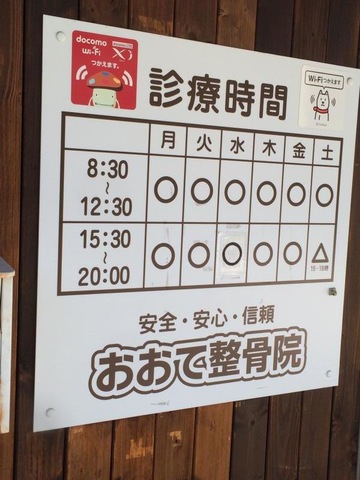 docomo
Wi-Fi
つかえます。
Xi
Wi-Fiつかえます。
診療時間
月 火 水 木 金 土
8:30
~
12:30
○ ○ ○ ○ ○ ○
15:30
~
20:00
○ ○ ○ ○ ○ △
安全・安心・信頼
おおて整骨院